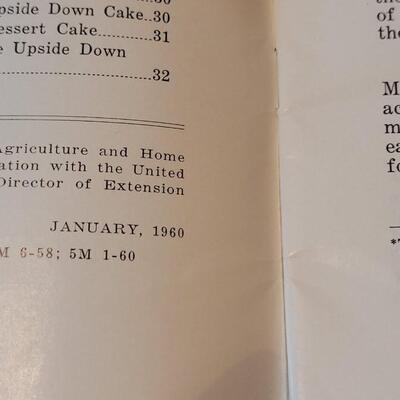 pside Down Cake..30
essert Cake...............31
e Upside Down
..............................32
Agriculture and Home
ation with the United
Director of Extension
JANUARY, 1960
M 6-58; 5M 1-60
of
the
M
ac
m
ea
fo